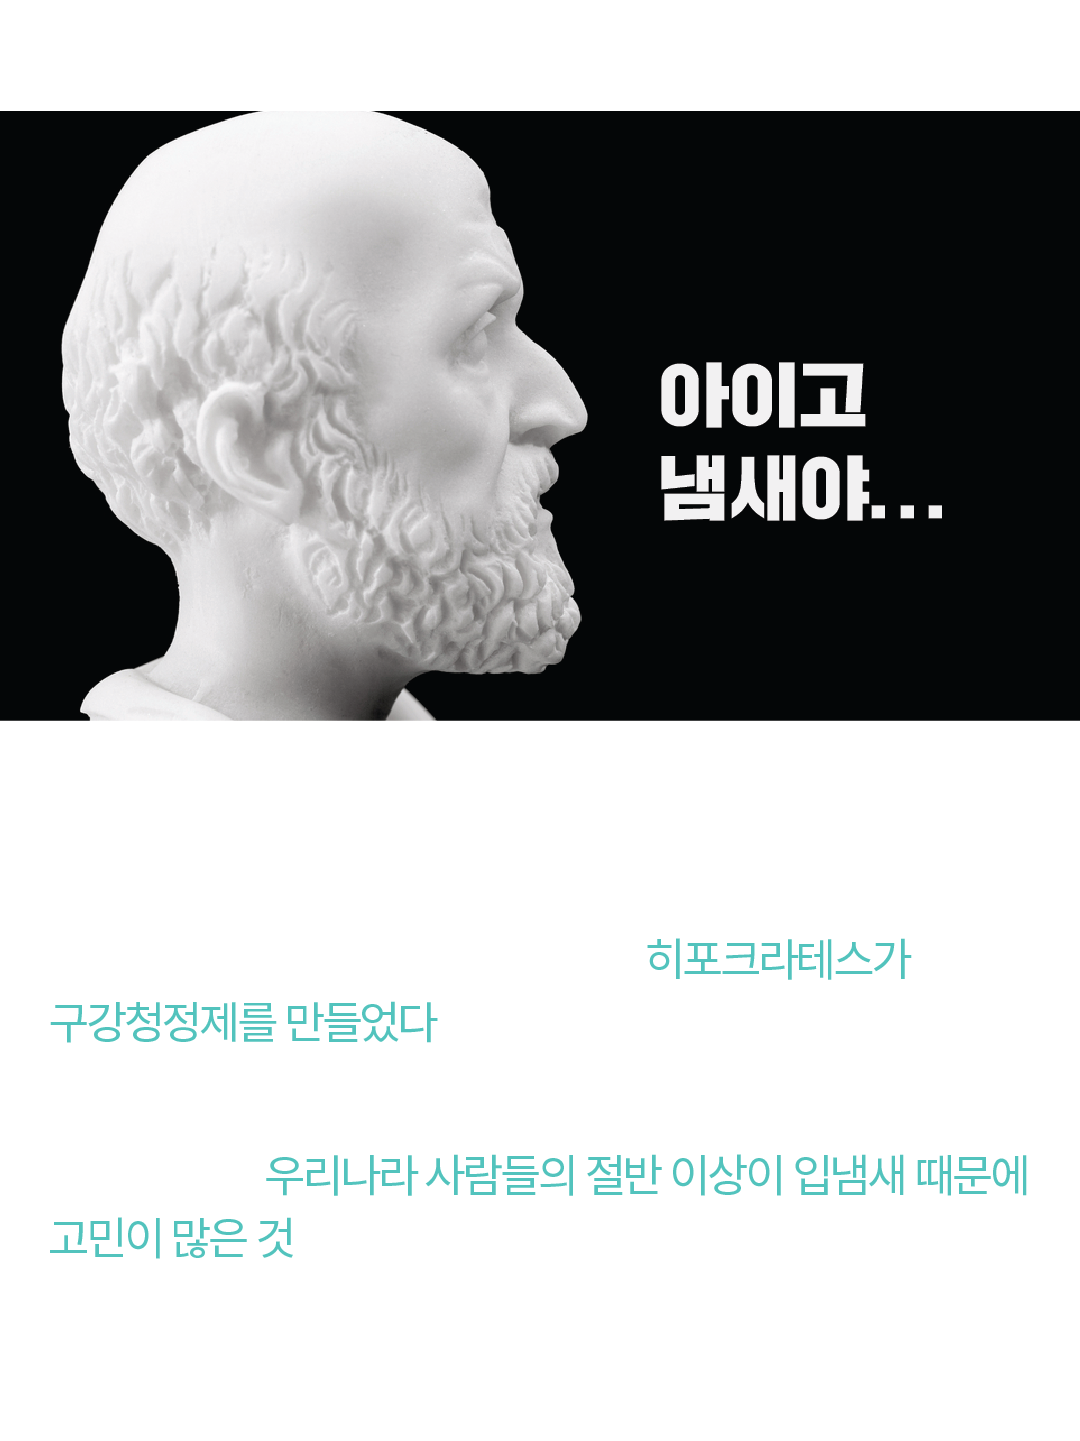 아이고
냄새야...
히포크라테스가
구강청정제를 만들었다
우리나라 사람들의 절반 이상이 입냄새 때문에
고민이 많은 것